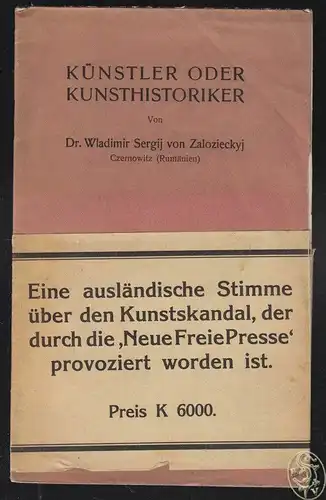 KÜNSTLER ODER
KUNSTHISTORIKER
Von
Dr. Wladimir Sergij von Zalozieckyj
Czernowitz (Rumänien)
Eine ausländische Stimme
über den Kunstskandal, der
durch die ‚Neue Freie Presse‘
provoziert worden ist.
Preis K 6000.